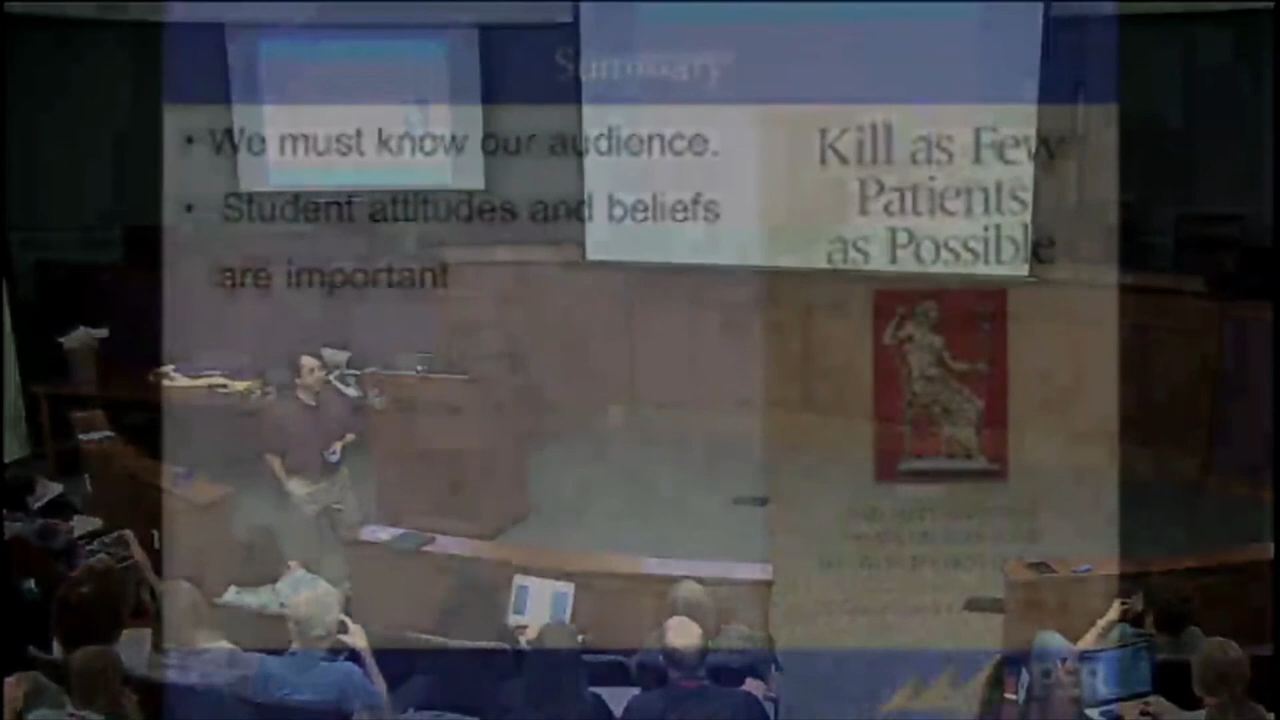 Summary
• We must know our audience.
• Student attitudes and beliefs
are important
Kill as Few
Patients
as Possible